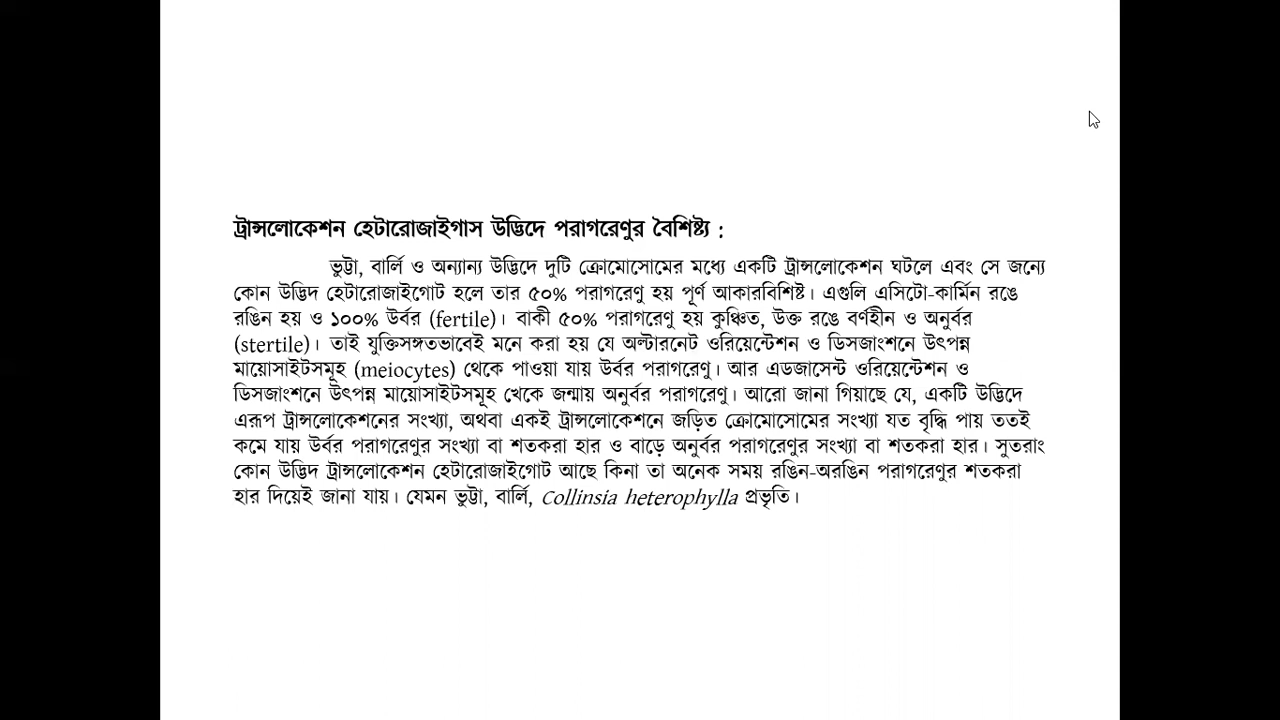 ট্রান্সলোকেশন হেটারোজাইগাস উদ্ভিদে পরাগরেণুর বৈশিষ্ট্য :
ভুট্টা, বার্লি ও অন্যান্য উদ্ভিদে দুটি ক্রোমোসোমের মধ্যে একটি ট্রান্সলোকেশন ঘটলে এবং সে জন্যে
কোন উদ্ভিদ হেটারোজাইগোট হলে তার ৫০% পরাগরেণু হয় পূর্ণ আকারবিশিষ্ট। এগুলি এসিটো-কার্মিন রঙে
রঙিন হয় ও ১০০% উর্বর (fertile)। বাকী ৫০% পরাগরেণু হয় কুঞ্চিত, উক্ত রঙে বর্ণহীন ও অনুর্বর
(stertile)। তাই যুক্তিসঙ্গতভাবেই মনে করা হয় যে অল্টারনেট ওরিয়েন্টেশন ও ডিসজাংশনে উৎপন্ন
মায়োসাইটসমূহ (meiocytes) থেকে পাওয়া যায় উর্বর পরাগরেণু। আর এডজাসেন্ট ওরিয়েন্টেশন ও
ডিসজাংশনে উৎপন্ন মায়োসাইটসমূহ খেকে জন্মায় অনুর্বর পরাগরেণু। আরো জানা গিয়াছে যে, একটি উদ্ভিদে
এরূপ ট্রান্সলোকেশনের সংখ্যা, অথবা একই ট্রান্সলোকেশনে জড়িত ক্রোমোসোমের সংখ্যা যত বৃদ্ধি পায় ততই
কমে যায় উর্বর পরাগরেণুর সংখ্যা বা শতকরা হার ও বাড়ে অনুর্বর পরাগরেণুর সংখ্যা বা শতকরা হার। সুতরাং
কোন উদ্ভিদ ট্রান্সলোকেশন হেটারোজাইগোট আছে কিনা তা অনেক সময় রঙিন-অরঙিন পরাগরেণুর শতকরা
হার দিয়েই জানা যায়। যেমন ভুট্টা, বার্লি, Collinsia heterophylla প্রভৃতি।